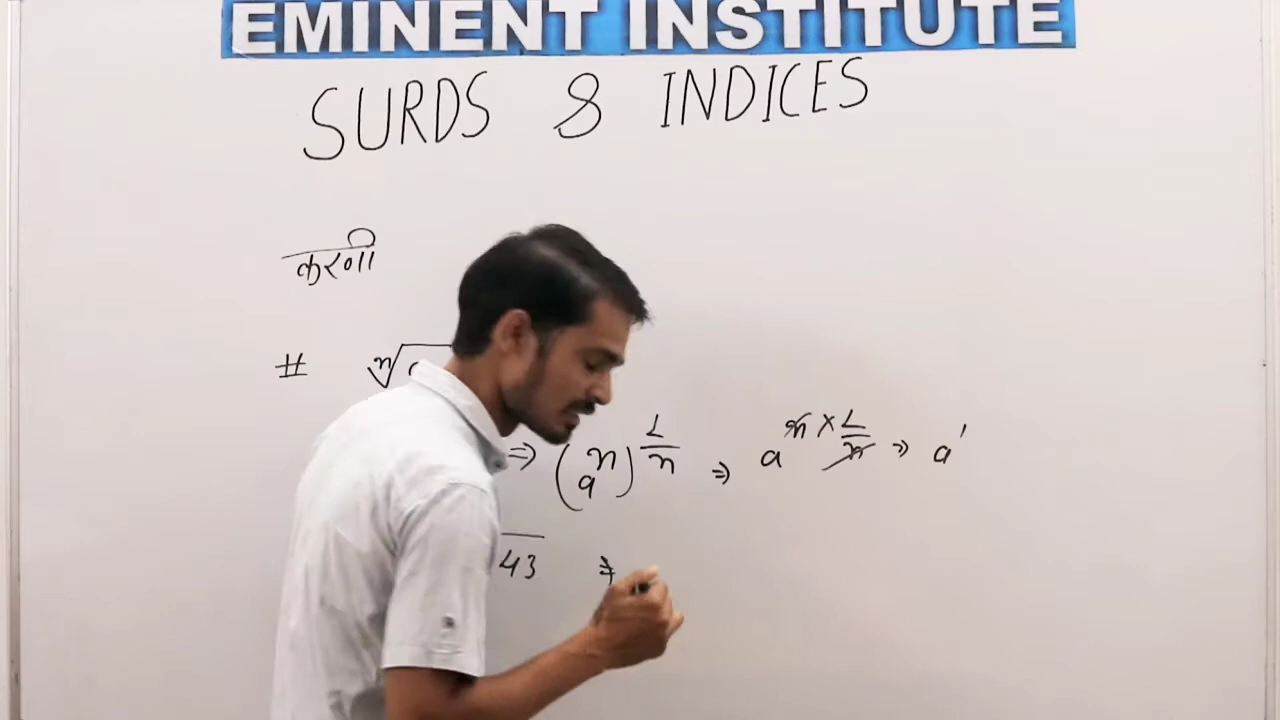 EMINENT INSTITUTE
SURDS & INDICES
करणी
# n√
⇒ (aⁿ)^(1/n) ⇒ a^(n × 1/n) ⇒ a¹
43 ⇒